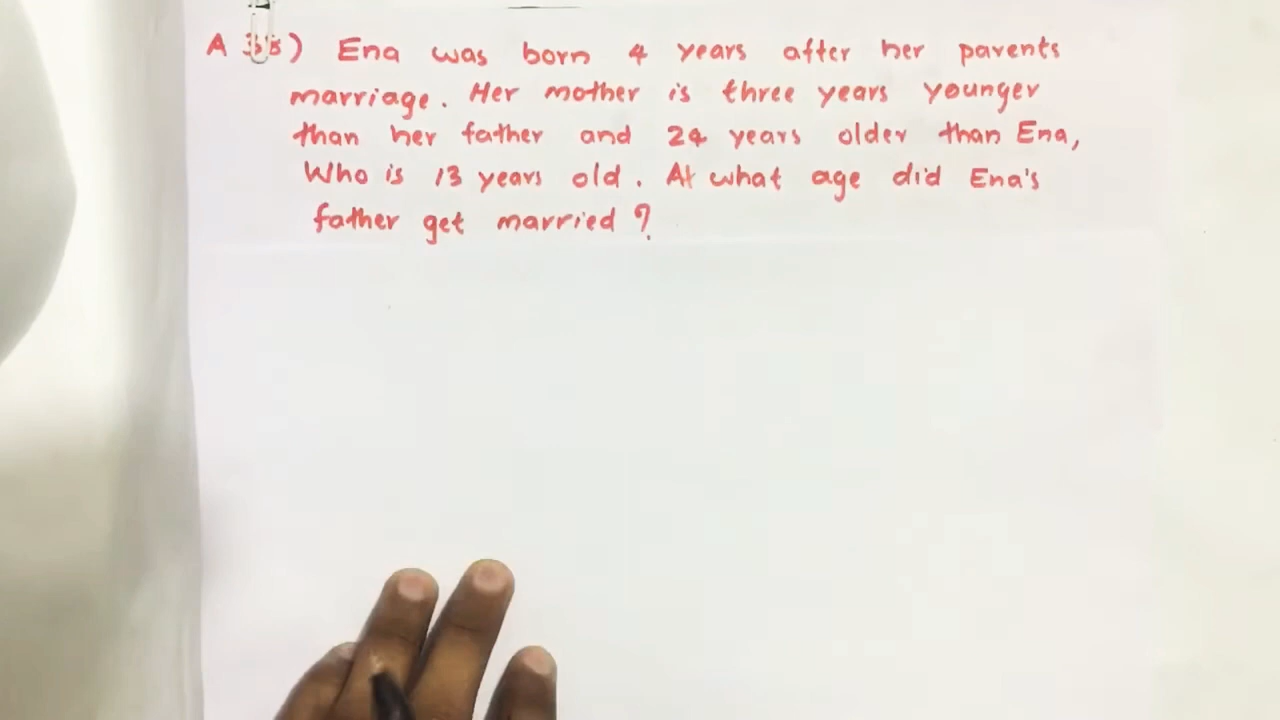 A ) Ena was born 4 years after her parents
marriage. Her mother is three years younger
than her father and 24 years older than Ena,
Who is 13 years old. At what age did Ena's
father get married ?